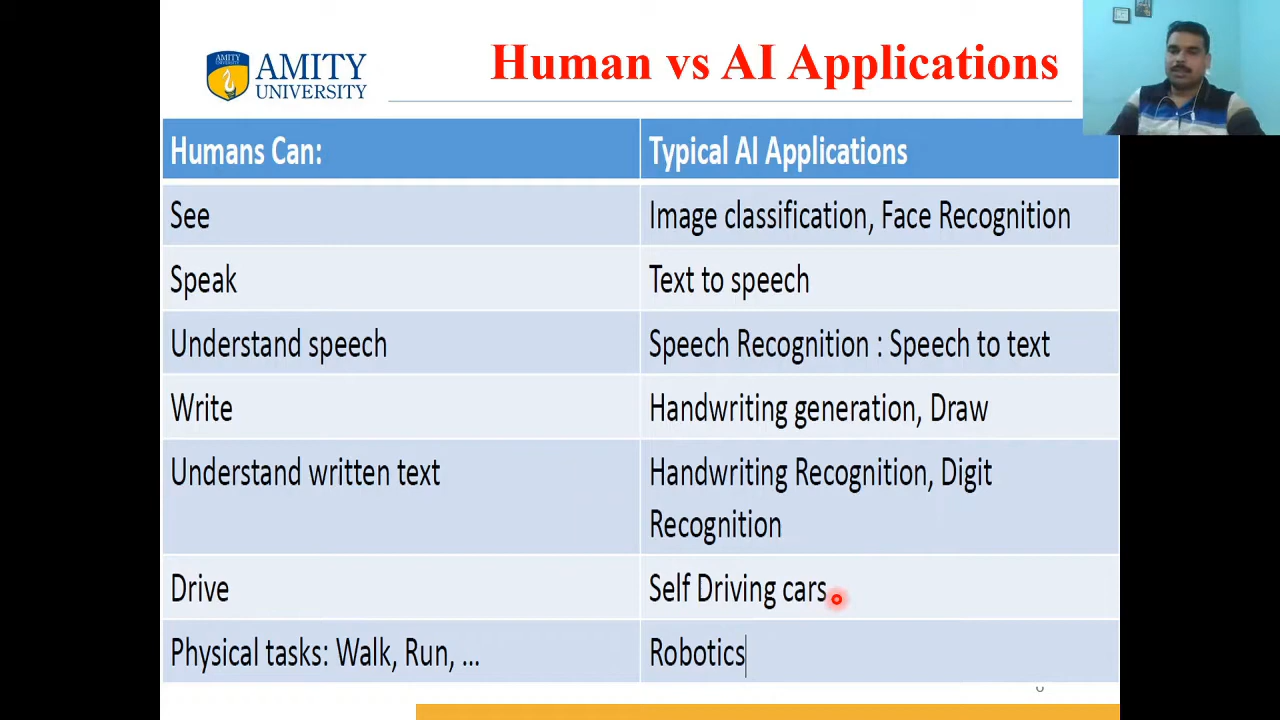 AMITY
AMITY
UNIVERSITY
Human vs AI Applications
Humans Can:
Typical AI Applications
See
Image classification, Face Recognition
Speak
Text to speech
Understand speech
Speech Recognition : Speech to text
Write
Handwriting generation, Draw
Understand written text
Handwriting Recognition, Digit
Recognition
Drive
Self Driving cars
Physical tasks: Walk, Run, ...
Robotics